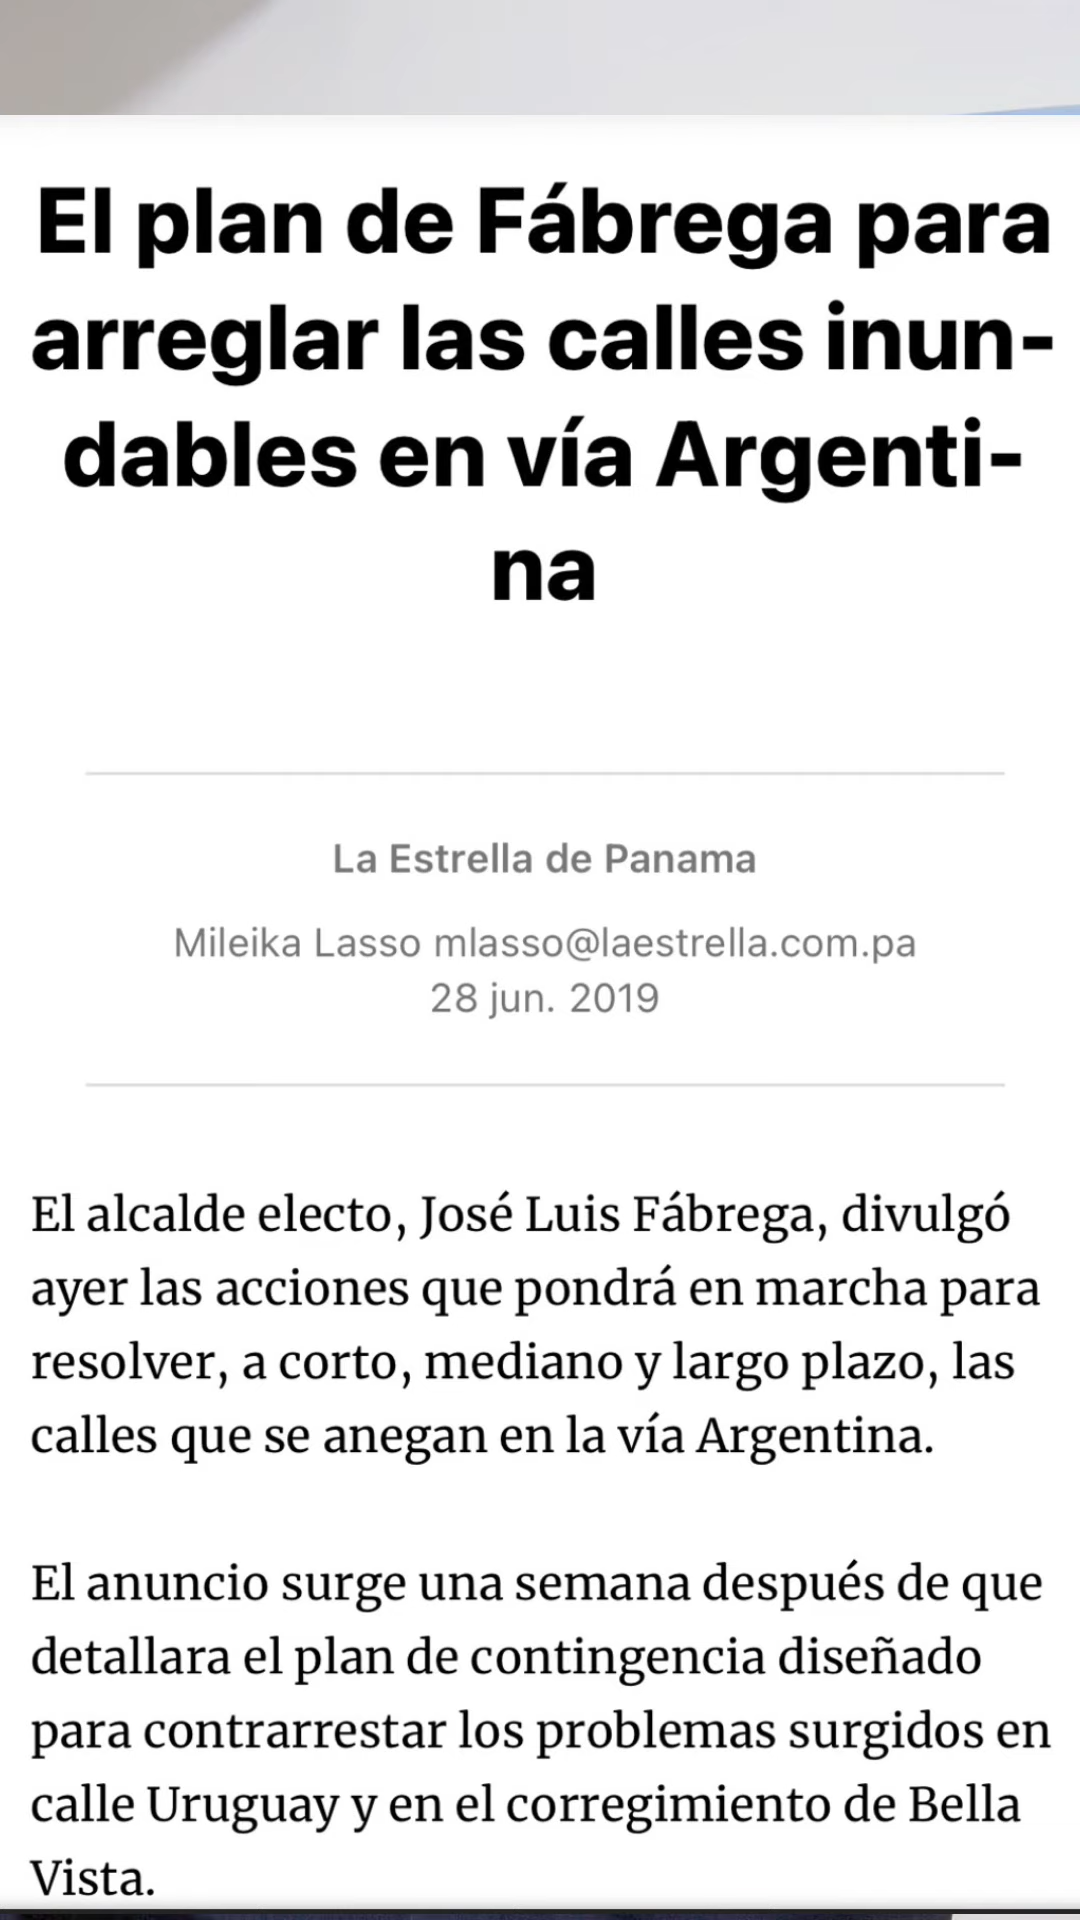 El plan de Fábrega para
arreglar las calles inun-
dables en vía Argenti-
na
La Estrella de Panama
Mileika Lasso mlasso@laestrella.com.pa
28 jun. 2019
El alcalde electo, José Luis Fábrega, divulgó
ayer las acciones que pondrá en marcha para
resolver, a corto, mediano y largo plazo, las
calles que se anegan en la vía Argentina.
El anuncio surge una semana después de que
detallara el plan de contingencia diseñado
para contrarrestar los problemas surgidos en
calle Uruguay y en el corregimiento de Bella
Vista.